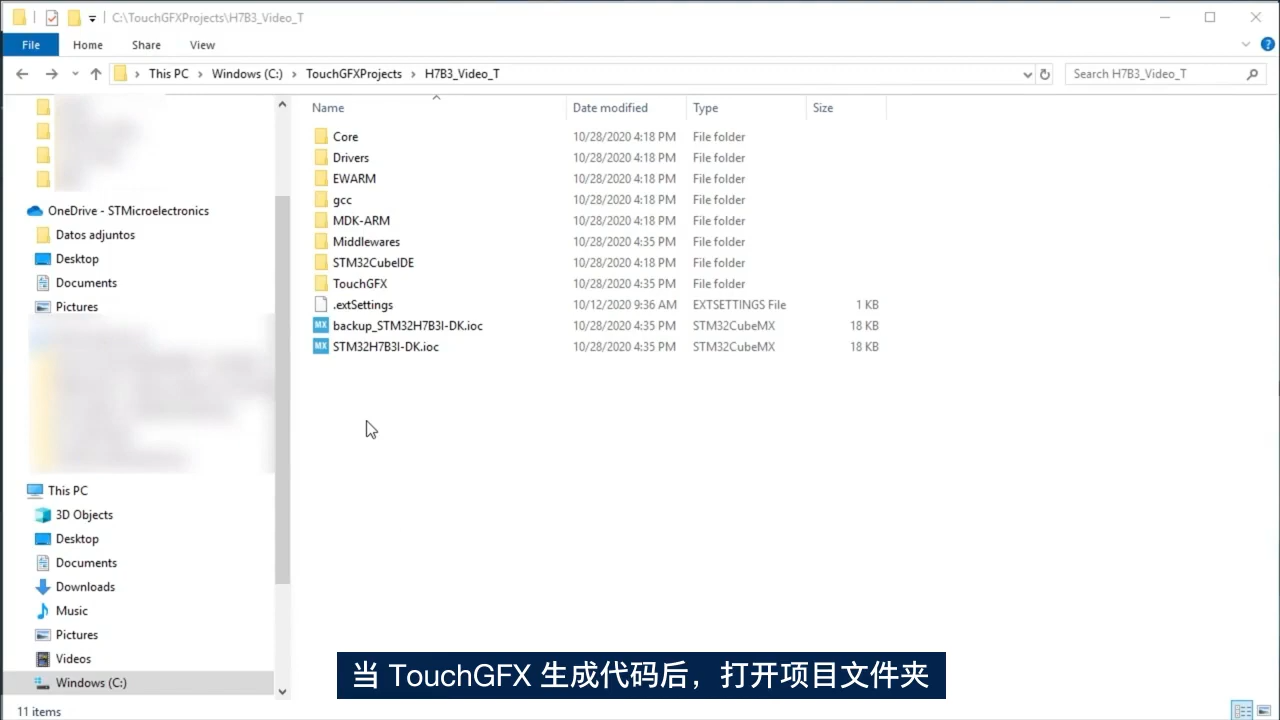 C:\TouchGFXProjects\H7B3_Video_T
File Home Share View
This PC > Windows (C:) > TouchGFXProjects > H7B3_Video_T
Search H7B3_Video_T
Name Date modified Type Size
Core 10/28/2020 4:18 PM File folder
Drivers 10/28/2020 4:18 PM File folder
EWARM 10/28/2020 4:18 PM File folder
gcc 10/28/2020 4:18 PM File folder
MDK-ARM 10/28/2020 4:18 PM File folder
Middlewares 10/28/2020 4:35 PM File folder
STM32CubeIDE 10/28/2020 4:18 PM File folder
TouchGFX 10/28/2020 4:35 PM File folder
.extSettings 10/12/2020 9:36 AM EXTSETTINGS File 1 KB
MX backup_STM32H7B3I-DK.ioc 10/28/2020 4:35 PM STM32CubeMX 18 KB
MX STM32H7B3I-DK.ioc 10/28/2020 4:35 PM STM32CubeMX 18 KB
OneDrive - STMicroelectronics
Datos adjuntos
Desktop
Documents
Pictures
This PC
3D Objects
Desktop
Documents
Downloads
Music
Pictures
Videos
Windows (C:)
当 TouchGFX 生成代码后，打开项目文件夹
11 items